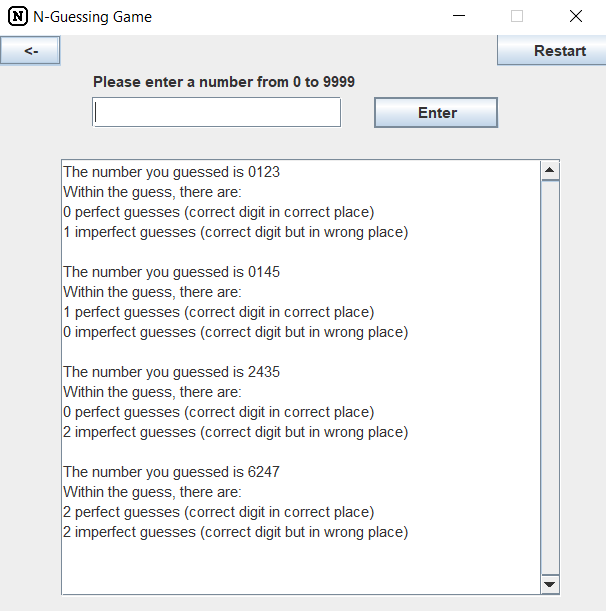 N N-Guessing Game
<-
Restart
Please enter a number from 0 to 9999
Enter
The number you guessed is 0123
Within the guess, there are:
0 perfect guesses (correct digit in correct place)
1 imperfect guesses (correct digit but in wrong place)
The number you guessed is 0145
Within the guess, there are:
1 perfect guesses (correct digit in correct place)
0 imperfect guesses (correct digit but in wrong place)
The number you guessed is 2435
Within the guess, there are:
0 perfect guesses (correct digit in correct place)
2 imperfect guesses (correct digit but in wrong place)
The number you guessed is 6247
Within the guess, there are:
2 perfect guesses (correct digit in correct place)
2 imperfect guesses (correct digit but in wrong place)